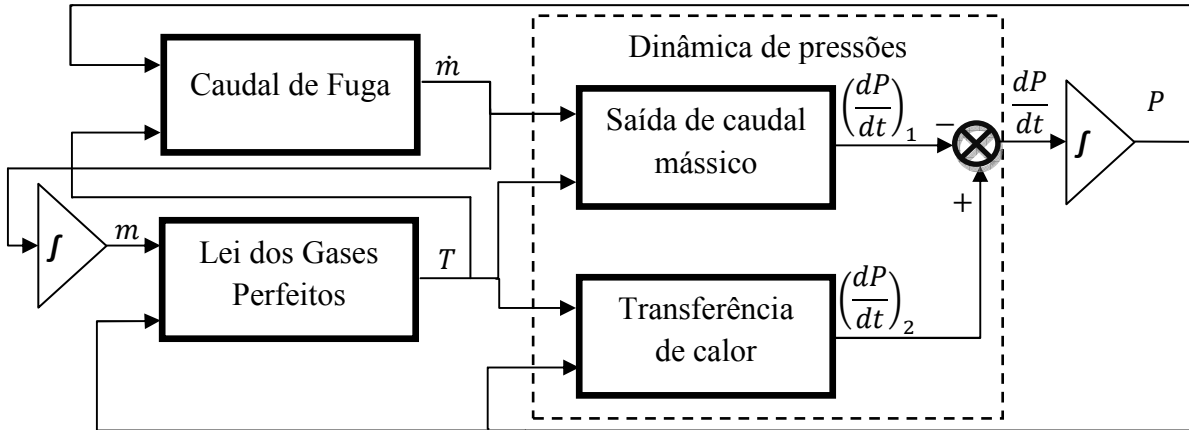 Dinâmica de pressões
Caudal de Fuga
ṁ
Saída de caudal
mássico
(dP/dt)₁
−
dP/dt
∫
P
+
∫
m
Lei dos Gases
Perfeitos
T
Transferência
de calor
(dP/dt)₂